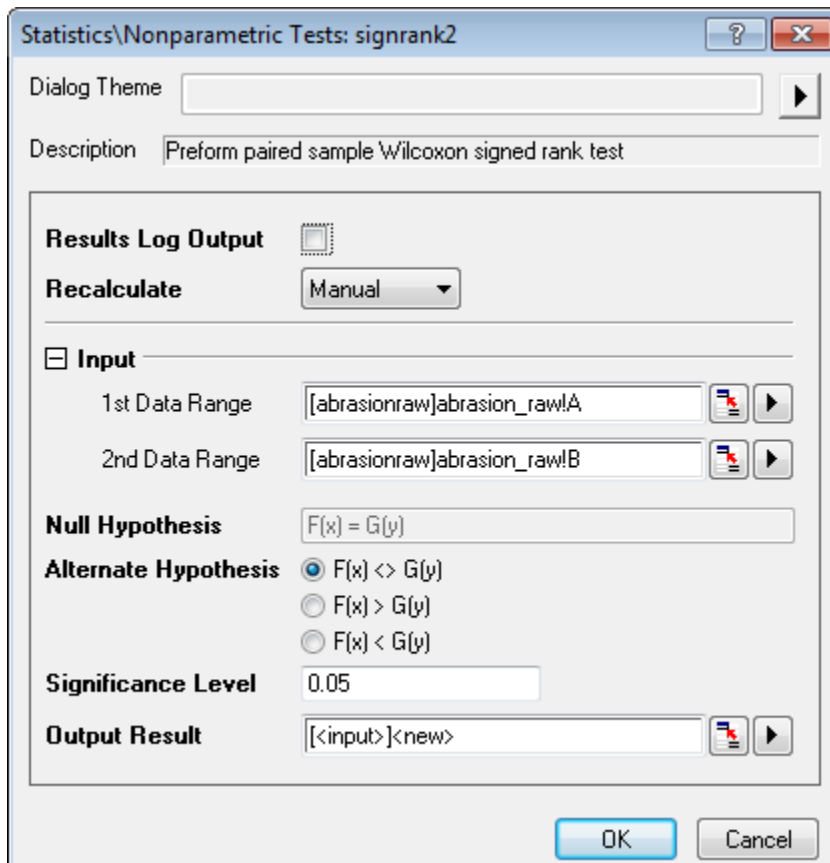 Statistics\Nonparametric Tests: signrank2
Dialog Theme
Description Preform paired sample Wilcoxon signed rank test
Results Log Output
Recalculate Manual
Input
1st Data Range [abrasionraw]abrasion_raw!A
2nd Data Range [abrasionraw]abrasion_raw!B
Null Hypothesis F(x) = G(y)
Alternate Hypothesis F(x) <> G(y)
F(x) > G(y)
F(x) < G(y)
Significance Level 0.05
Output Result [<input>]<new>
OK Cancel